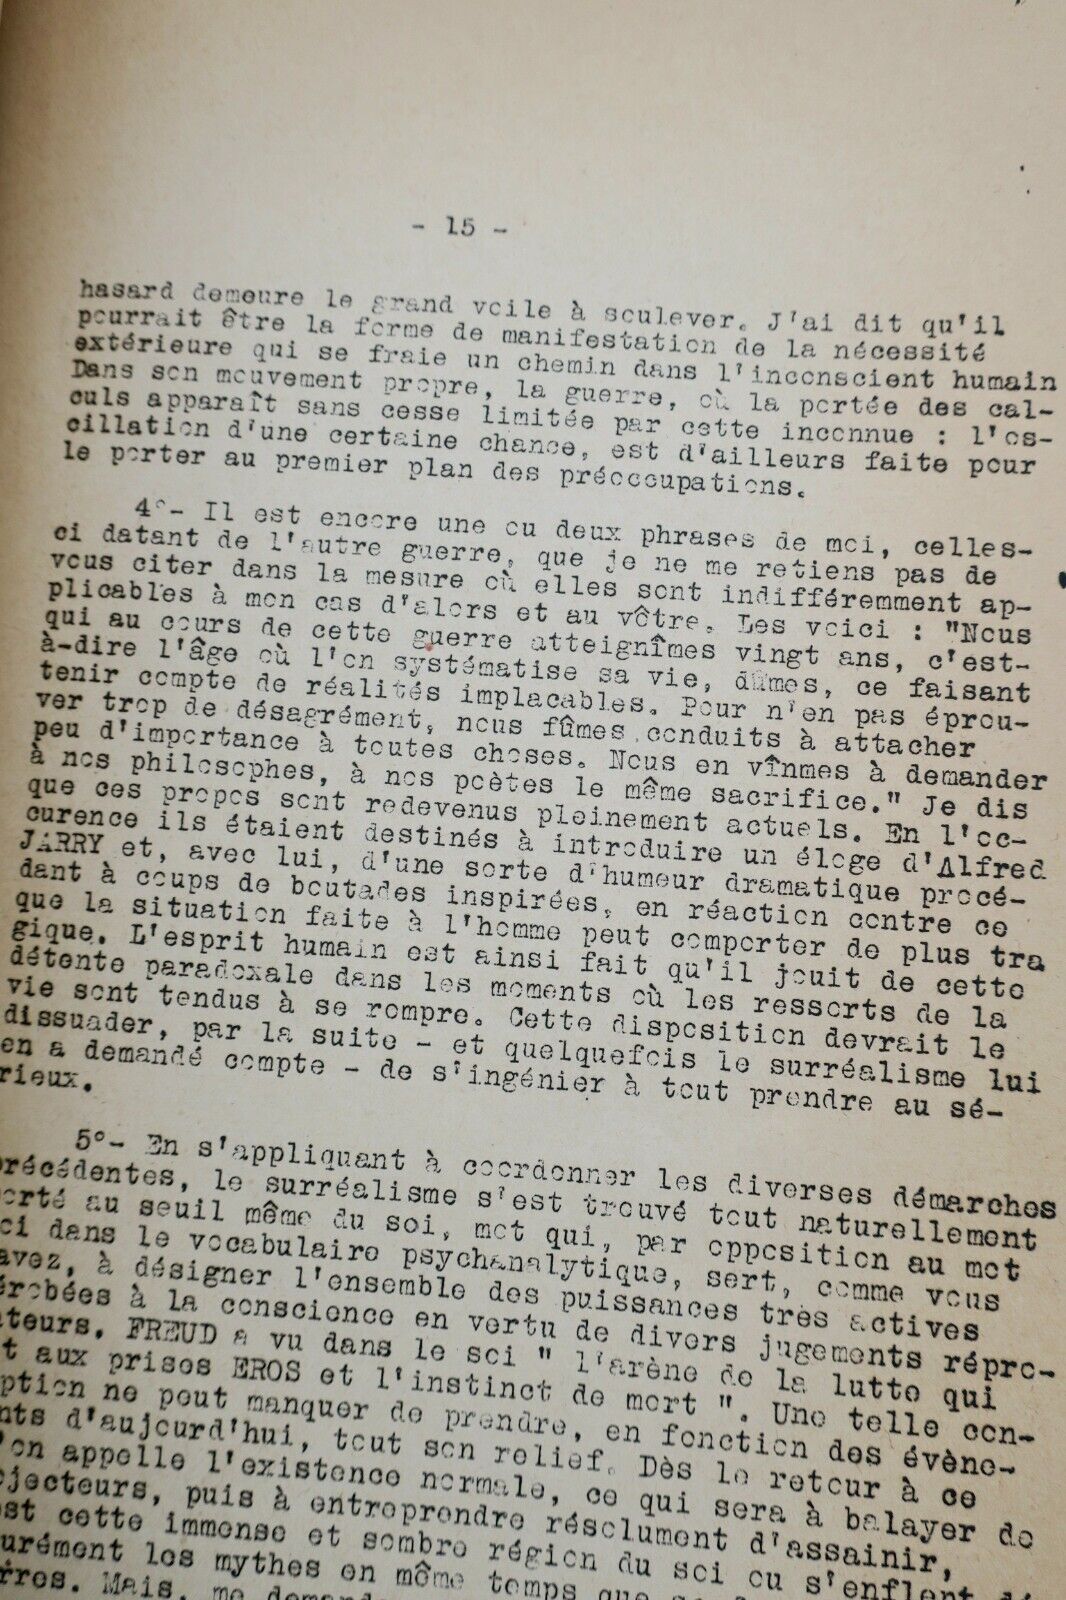 - 15 -
hasard demeure le grand voile à soulever. J'ai dit qu'il
pourrait être la forme de manifestation de la nécessité
extérieure qui se fraie un chemin dans l'inconscient humain
Dans son mouvement propre, la guerre, où la portée des cal-
culs apparaît sans cesse limitée par cette inconnue : l'os-
cillation d'une certaine chance, est d'ailleurs faite pour
le porter au premier plan des préoccupations.
4°- Il est encore une ou deux phrases de moi, celles-
ci datant de l'autre guerre, que je ne me retiens pas de
vous citer dans la mesure où elles sont indifféremment ap-
plicables à mon cas d'alors et au vôtre. Les voici : "Nous
qui au cours de cette guerre atteignîmes vingt ans, c'est-
à-dire l'âge où l'on systématise sa vie, dûmes, ce faisant
tenir compte de réalités implacables. Pour n'en pas éprou-
ver trop de désagrément, nous fûmes conduits à attacher
peu d'importance à toutes choses. Nous en vînmes à demander
à nos philosophes, à nos poètes le même sacrifice." Je dis
que ces propos sont redevenus pleinement actuels. En l'oc-
curence ils étaient destinés à introduire un éloge d'Alfred
JARRY et, avec lui, d'une sorte d'humour dramatique procé-
dant à coups de boutades inspirées, en réaction contre ce
que la situation faite à l'homme peut comporter de plus tra
gique. L'esprit humain est ainsi fait qu'il jouit de cette
détente paradoxale dans les moments où les ressorts de la
vie sont tendus à se rompre. Cette disposition devrait le
dissuader, par la suite - et quelquefois le surréalisme lui
en a demandé compte - de s'ingénier à tout prendre au sé-
rieux.
5°- En s'appliquant à coordonner les diverses démarches
précédentes, le surréalisme s'est trouvé tout naturellement
orté au seuil même du soi, mot qui, par opposition au mot
ci dans le vocabulaire psychanalytique, sert, comme vous
avez, à désigner l'ensemble des puissances très actives
érobées à la conscience en vertu de divers jugements répro-
ateurs. FREUD a vu dans le soi " l'arène de la lutte qui
t aux prises EROS et l'instinct de mort ". Une telle con-
ption ne peut manquer de prendre, en fonction des évène-
nts d'aujourd'hui, tout son relief. Dès le retour à ce
'on appelle l'existence normale, ce qui sera à balayer de
ojecteurs, puis à entreprendre résolument d'assainir,
st cette immense et sombre région du soi où s'enflent dé
urément les mythes en même temps que
rres. Mais, me